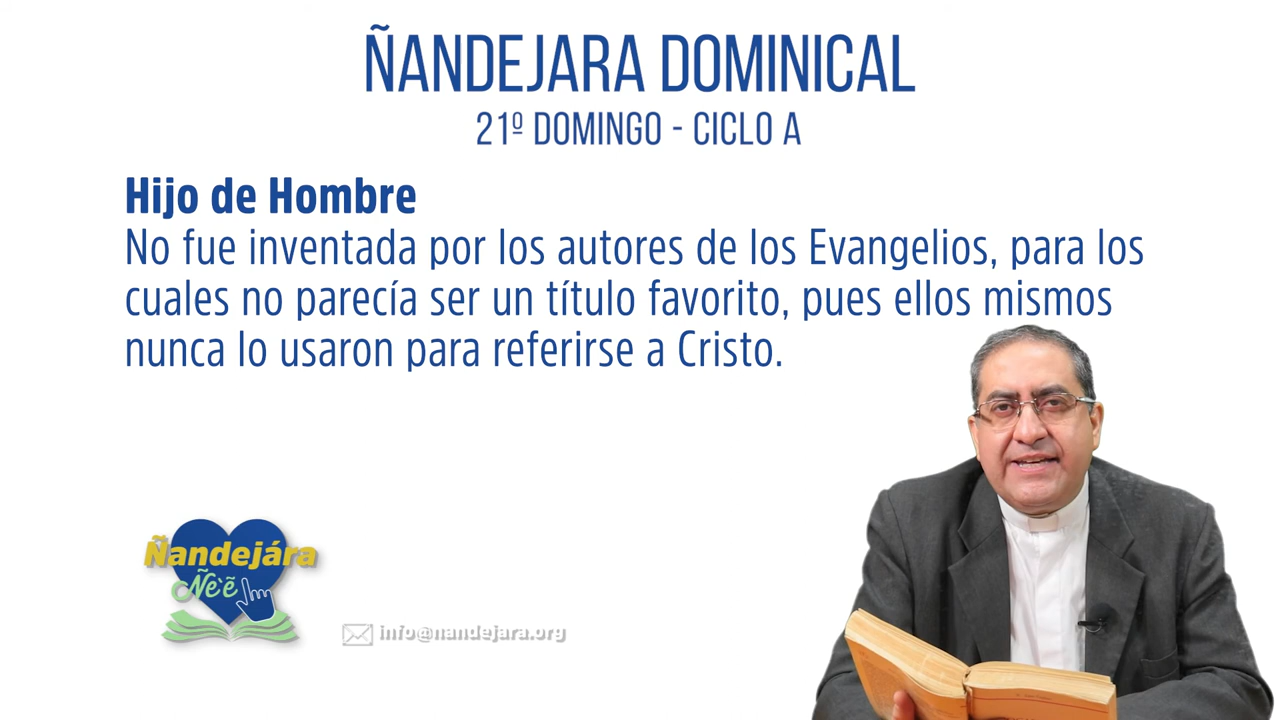 ÑANDEJARA DOMINICAL
21º DOMINGO - CICLO A
Hijo de Hombre
No fue inventada por los autores de los Evangelios, para los
cuales no parecía ser un título favorito, pues ellos mismos
nunca lo usaron para referirse a Cristo.
Ñandejára
Ñe'ẽ
info@nandejara.org